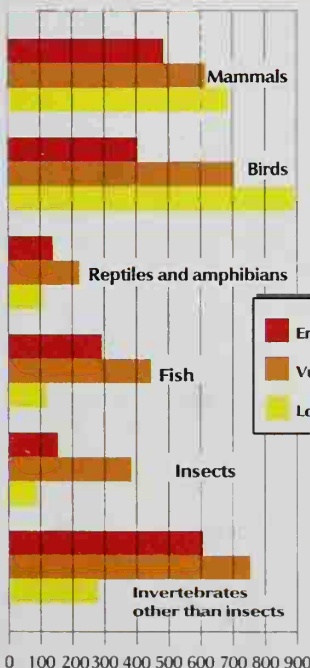 Mammals
Birds
Reptiles and amphibians
Fish
Insects
Invertebrates
other than insects
0 100 200 300 400 500 600 700 800 900